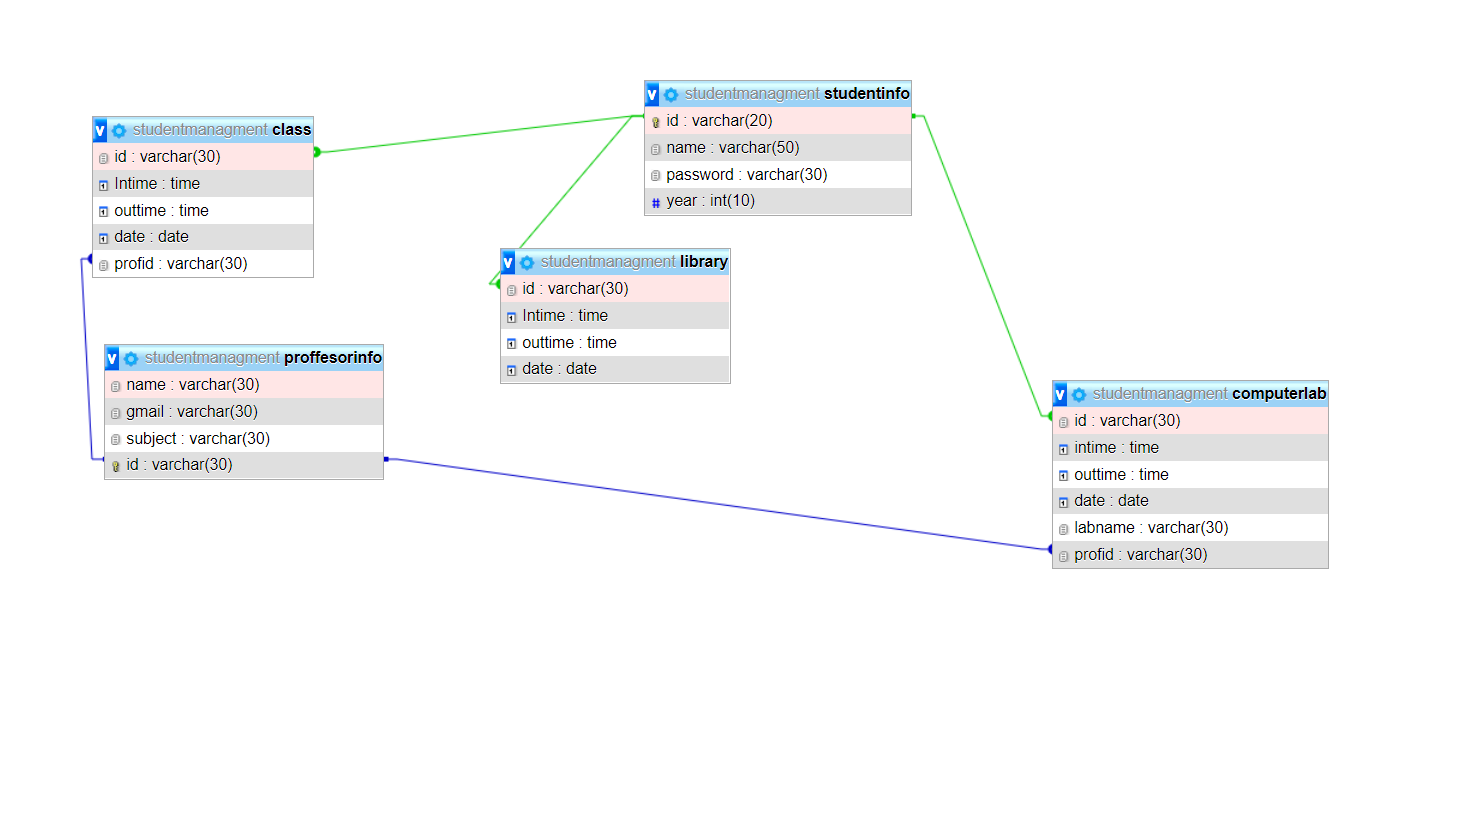 v studentmanagment class
id : varchar(30)
Intime : time
outtime : time
date : date
profid : varchar(30)
v studentmanagment studentinfo
id : varchar(20)
name : varchar(50)
password : varchar(30)
# year : int(10)
v studentmanagment library
id : varchar(30)
Intime : time
outtime : time
date : date
v studentmanagment proffesorinfo
name : varchar(30)
gmail : varchar(30)
subject : varchar(30)
id : varchar(30)
v studentmanagment computerlab
id : varchar(30)
intime : time
outtime : time
date : date
labname : varchar(30)
profid : varchar(30)